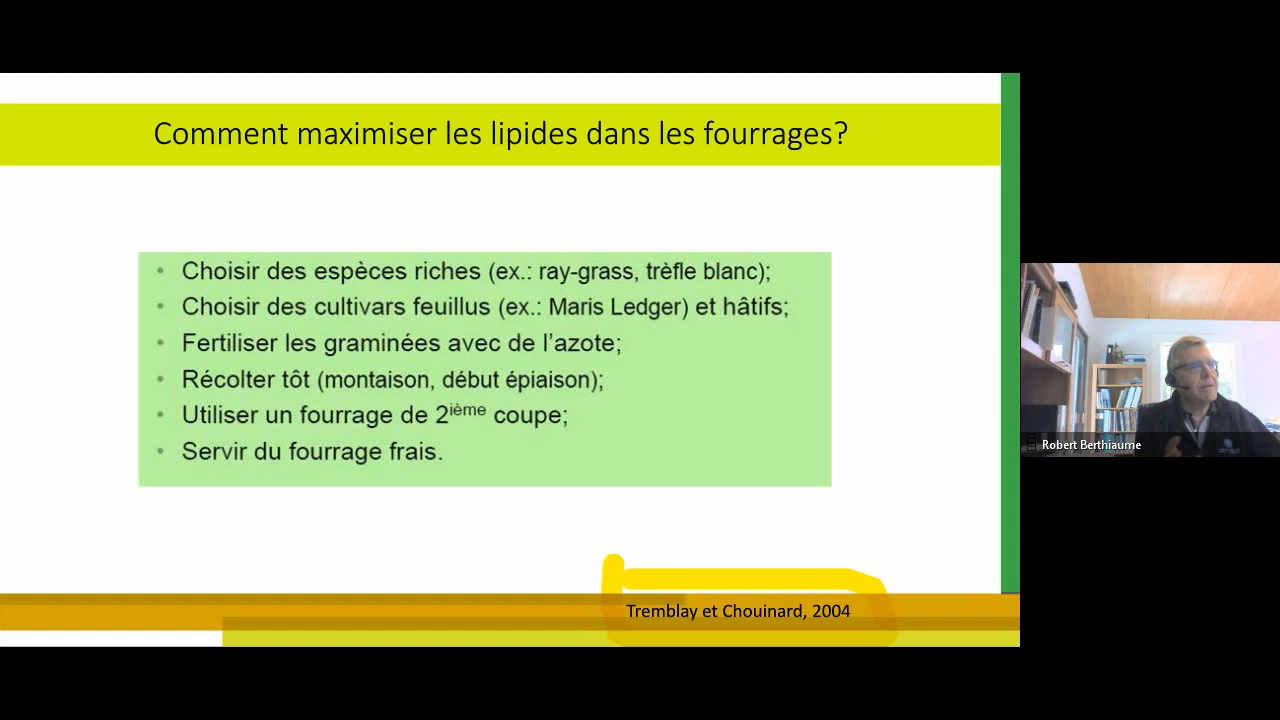 Comment maximiser les lipides dans les fourrages?
• Choisir des espèces riches (ex.: ray-grass, trèfle blanc);
• Choisir des cultivars feuillus (ex.: Maris Ledger) et hâtifs;
• Fertiliser les graminées avec de l’azote;
• Récolter tôt (montaison, début épiaison);
• Utiliser un fourrage de 2ième coupe;
• Servir du fourrage frais.
Tremblay et Chouinard, 2004
Robert Berthiaume